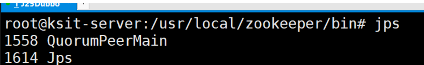 root@ksit-server:/usr/local/zookeeper/bin# jps
1558 QuorumPeerMain
1614 Jps